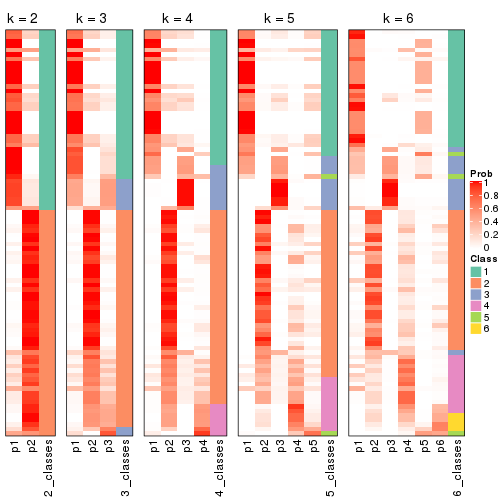 k = 2
k = 3
k = 4
k = 5
k = 6
p1
p2
2_classes
p1
p2
p3
3_classes
p1
p2
p3
p4
4_classes
p1
p2
p3
p4
p5
5_classes
p1
p2
p3
p4
p5
p6
6_classes
Prob
1
0.8
0.6
0.4
0.2
0
Class
1
2
3
4
5
6